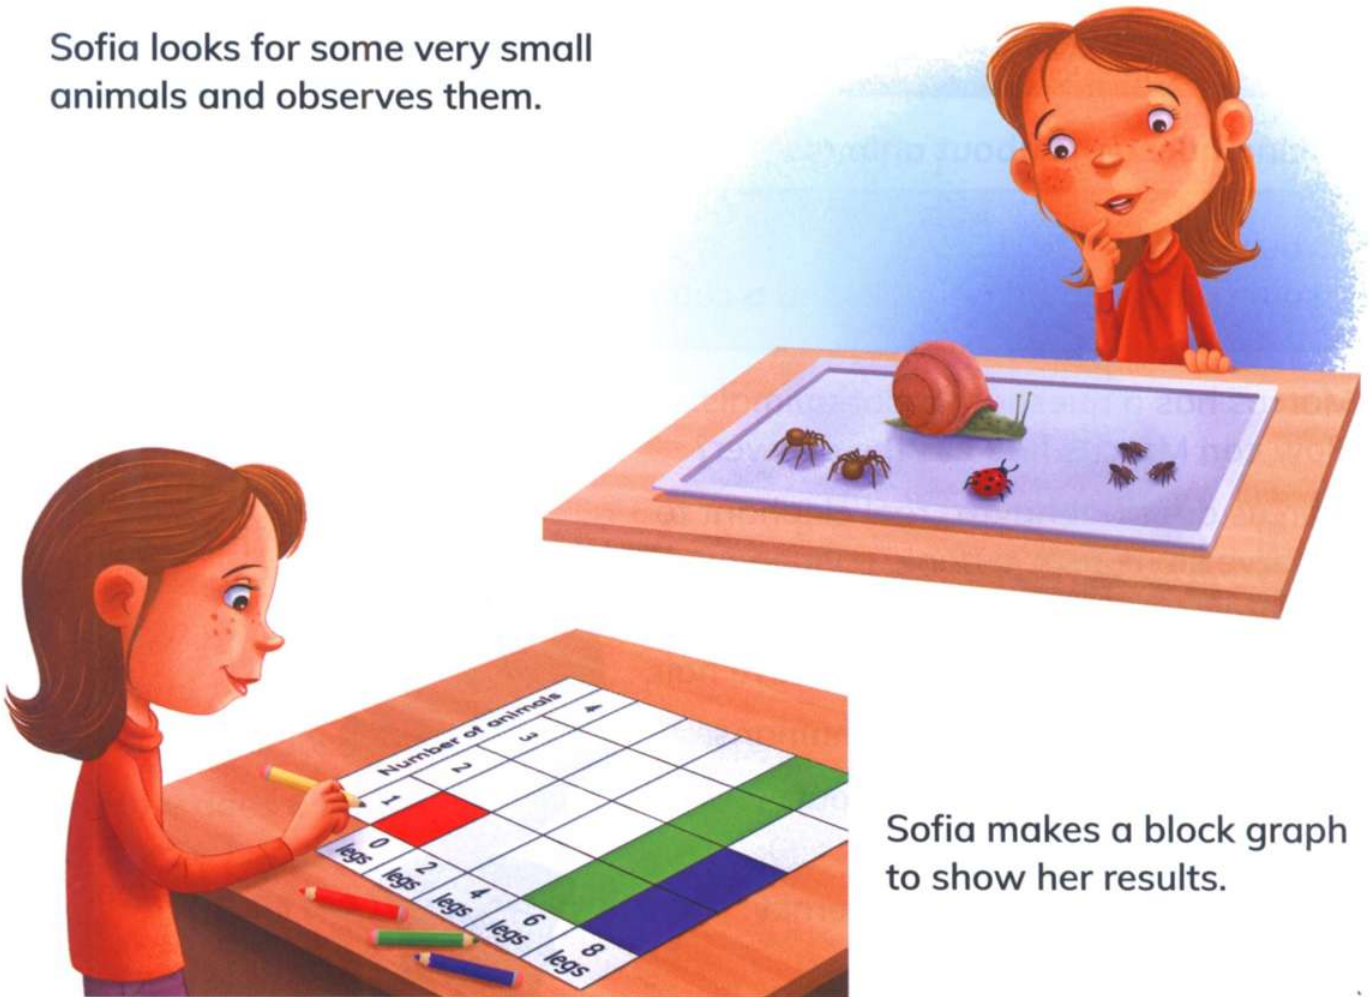 Sofia looks for some very small
animals and observes them.
Number of animals
4
3
2
1
0
legs
2
legs
4
legs
6
legs
8
legs
Sofia makes a block graph
to show her results.